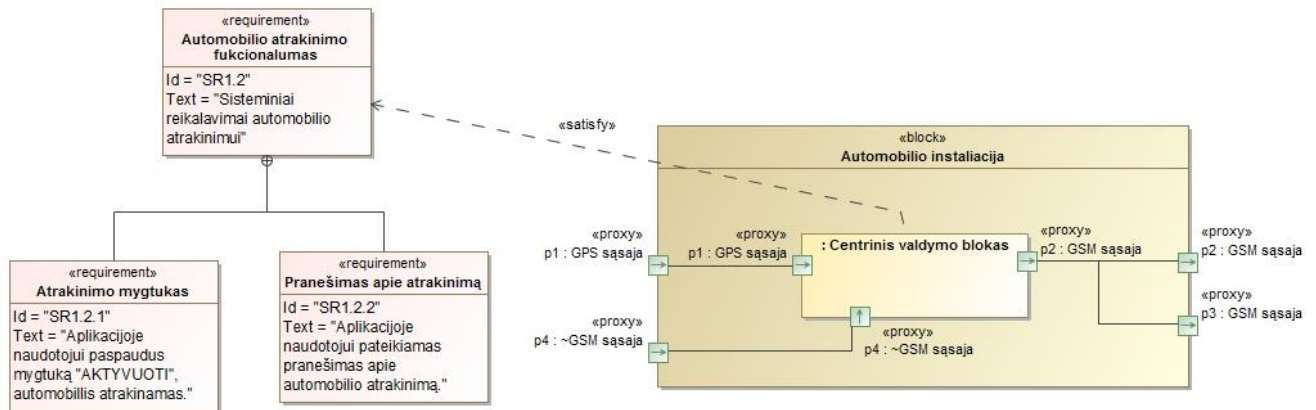 «requirement»
Automobilio atrakinimo
fukcionalumas
Id = "SR1.2"
Text = "Sisteminiai
reikalavimai automobilio
atrakinimui"
«requirement»
Atrakinimo mygtukas
Id = "SR1.2.1"
Text = "Aplikacijoje
naudotojui paspaudus
mygtuką "AKTYVUOTI",
automobillis atrakinamas."
«requirement»
Pranešimas apie atrakinimą
Id = "SR1.2.2"
Text = "Aplikacijoje
naudotojui pateikiamas
pranešimas apie
automobilio atrakinimą."
«satisfy»
«block»
Automobilio instaliacija
«proxy»
p1 : GPS sąsaja
«proxy»
p1 : GPS sąsaja
: Centrinis valdymo blokas
«proxy»
p2 : GSM sąsaja
«proxy»
p2 : GSM sąsaja
«proxy»
p3 : GSM sąsaja
«proxy»
p4 : ~GSM sąsaja
«proxy»
p4 : ~GSM sąsaja